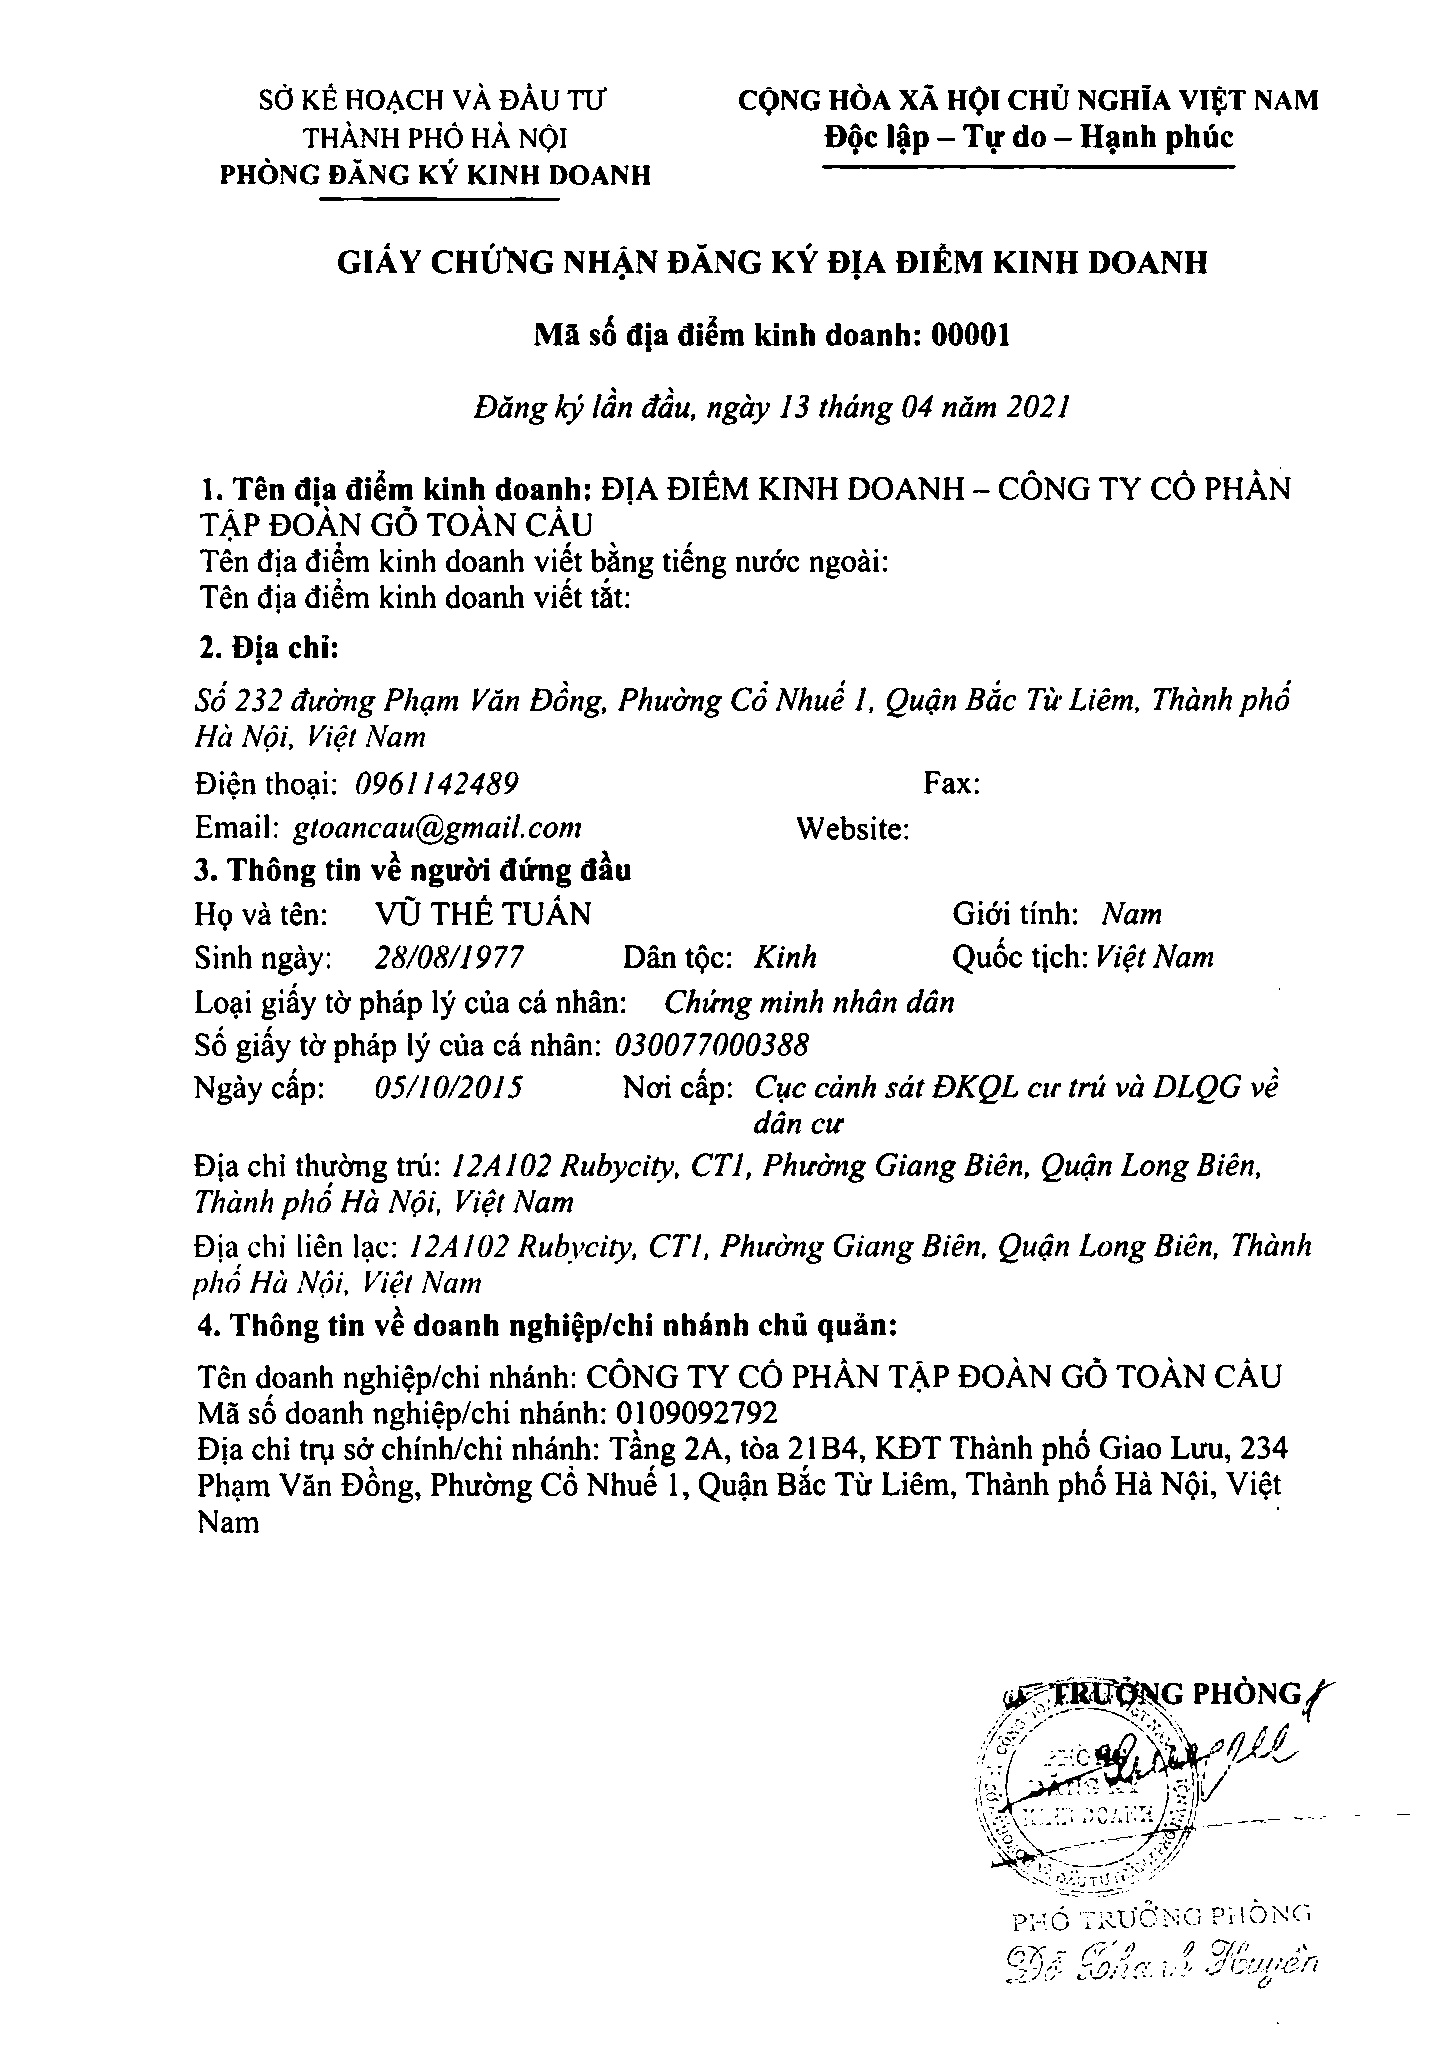 SỞ KẾ HOẠCH VÀ ĐẦU TƯ
THÀNH PHỐ HÀ NỘI
PHÒNG ĐĂNG KÝ KINH DOANH
CỘNG HÒA XÃ HỘI CHỦ NGHĨA VIỆT NAM
Độc lập – Tự do – Hạnh phúc
GIẤY CHỨNG NHẬN ĐĂNG KÝ ĐỊA ĐIỂM KINH DOANH
Mã số địa điểm kinh doanh: 00001
Đăng ký lần đầu, ngày 13 tháng 04 năm 2021
1. Tên địa điểm kinh doanh: ĐỊA ĐIỂM KINH DOANH – CÔNG TY CỔ PHẦN
TẬP ĐOÀN GỖ TOÀN CẦU
Tên địa điểm kinh doanh viết bằng tiếng nước ngoài:
Tên địa điểm kinh doanh viết tắt:
2. Địa chỉ:
Số 232 đường Phạm Văn Đồng, Phường Cổ Nhuế 1, Quận Bắc Từ Liêm, Thành phố
Hà Nội, Việt Nam
Điện thoại: 0961142489 Fax:
Email: gtoancau@gmail.com Website:
3. Thông tin về người đứng đầu
Họ và tên: VŨ THẾ TUẤN Giới tính: Nam
Sinh ngày: 28/08/1977 Dân tộc: Kinh Quốc tịch: Việt Nam
Loại giấy tờ pháp lý của cá nhân: Chứng minh nhân dân
Số giấy tờ pháp lý của cá nhân: 030077000388
Ngày cấp: 05/10/2015 Nơi cấp: Cục cảnh sát ĐKQL cư trú và DLQG về
dân cư
Địa chỉ thường trú: 12A102 Rubycity, CT1, Phường Giang Biên, Quận Long Biên,
Thành phố Hà Nội, Việt Nam
Địa chỉ liên lạc: 12A102 Rubycity, CT1, Phường Giang Biên, Quận Long Biên, Thành
phố Hà Nội, Việt Nam
4. Thông tin về doanh nghiệp/chi nhánh chủ quản:
Tên doanh nghiệp/chi nhánh: CÔNG TY CỔ PHẦN TẬP ĐOÀN GỖ TOÀN CẦU
Mã số doanh nghiệp/chi nhánh: 0109092792
Địa chỉ trụ sở chính/chi nhánh: Tầng 2A, tòa 21B4, KĐT Thành phố Giao Lưu, 234
Phạm Văn Đồng, Phường Cổ Nhuế 1, Quận Bắc Từ Liêm, Thành phố Hà Nội, Việt
Nam
TRƯỞNG PHÒNG
PHÒNG
ĐĂNG KÝ
KINH DOANH
PHÓ TRƯỞNG PHÒNG
Đỗ Khanh Huyền